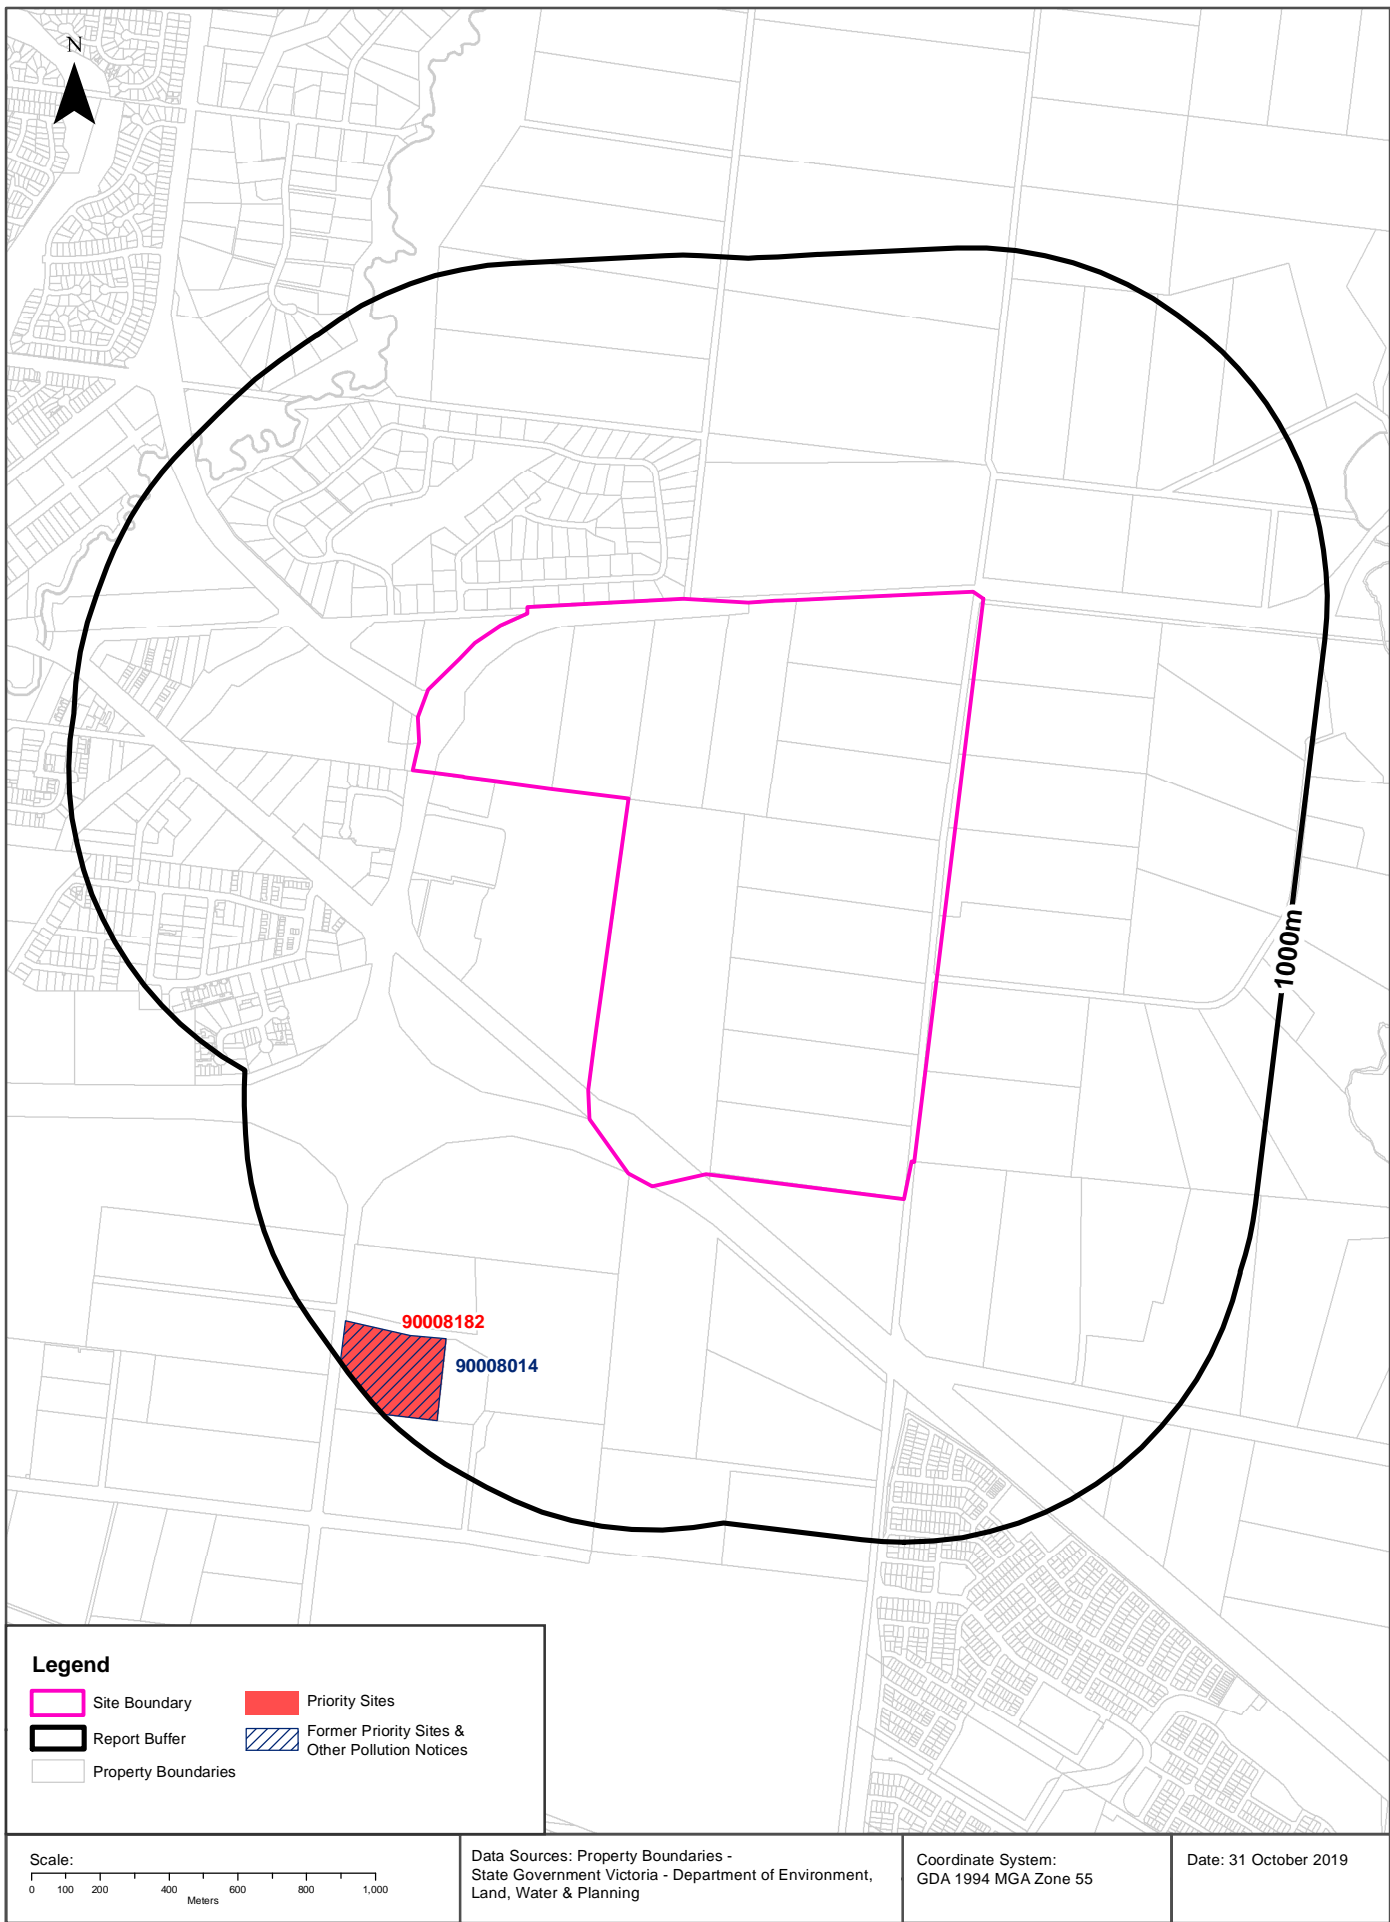 N
1000m
90008182
90008014
Legend
Site Boundary
Report Buffer
Property Boundaries
Priority Sites
Former Priority Sites &
Other Pollution Notices
Scale:
0 100 200 400 600 800 1,000
Meters
Data Sources: Property Boundaries -
State Government Victoria - Department of Environment,
Land, Water & Planning
Coordinate System:
GDA 1994 MGA Zone 55
Date: 31 October 2019